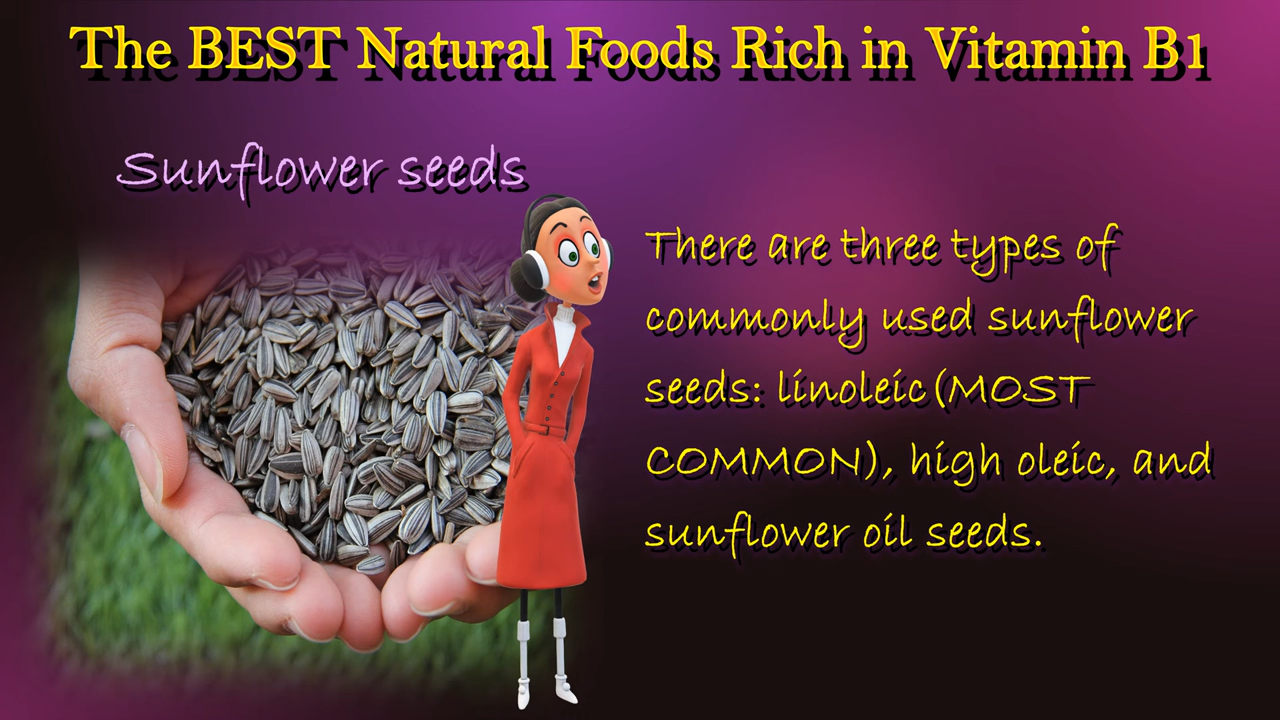 The BEST Natural Foods Rich in Vitamin B1
Sunflower seeds
There are three types of
commonly used sunflower
seeds: linoleic(MOST
COMMON), high oleic, and
sunflower oil seeds.